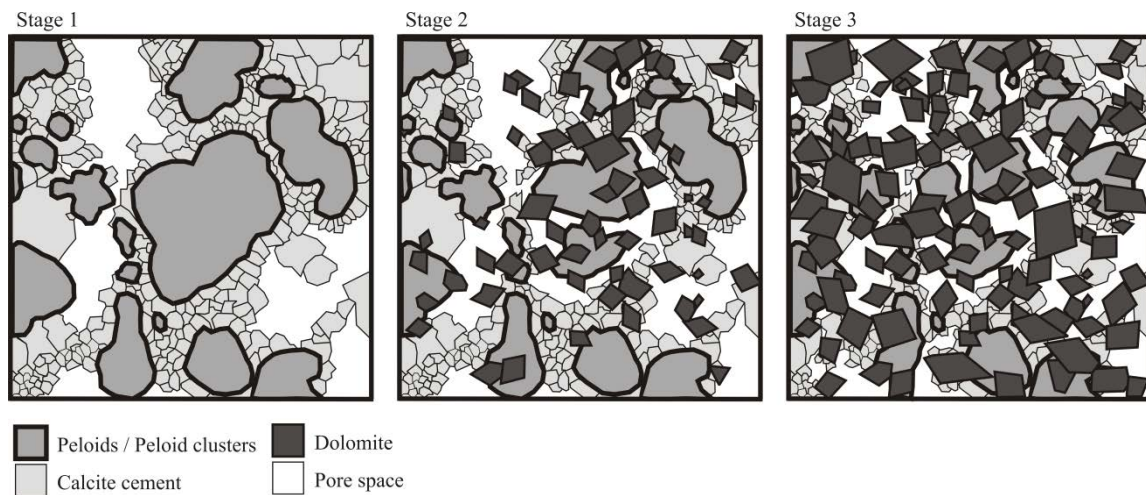 Stage 1
Stage 2
Stage 3
Peloids / Peloid clusters
Dolomite
Calcite cement
Pore space